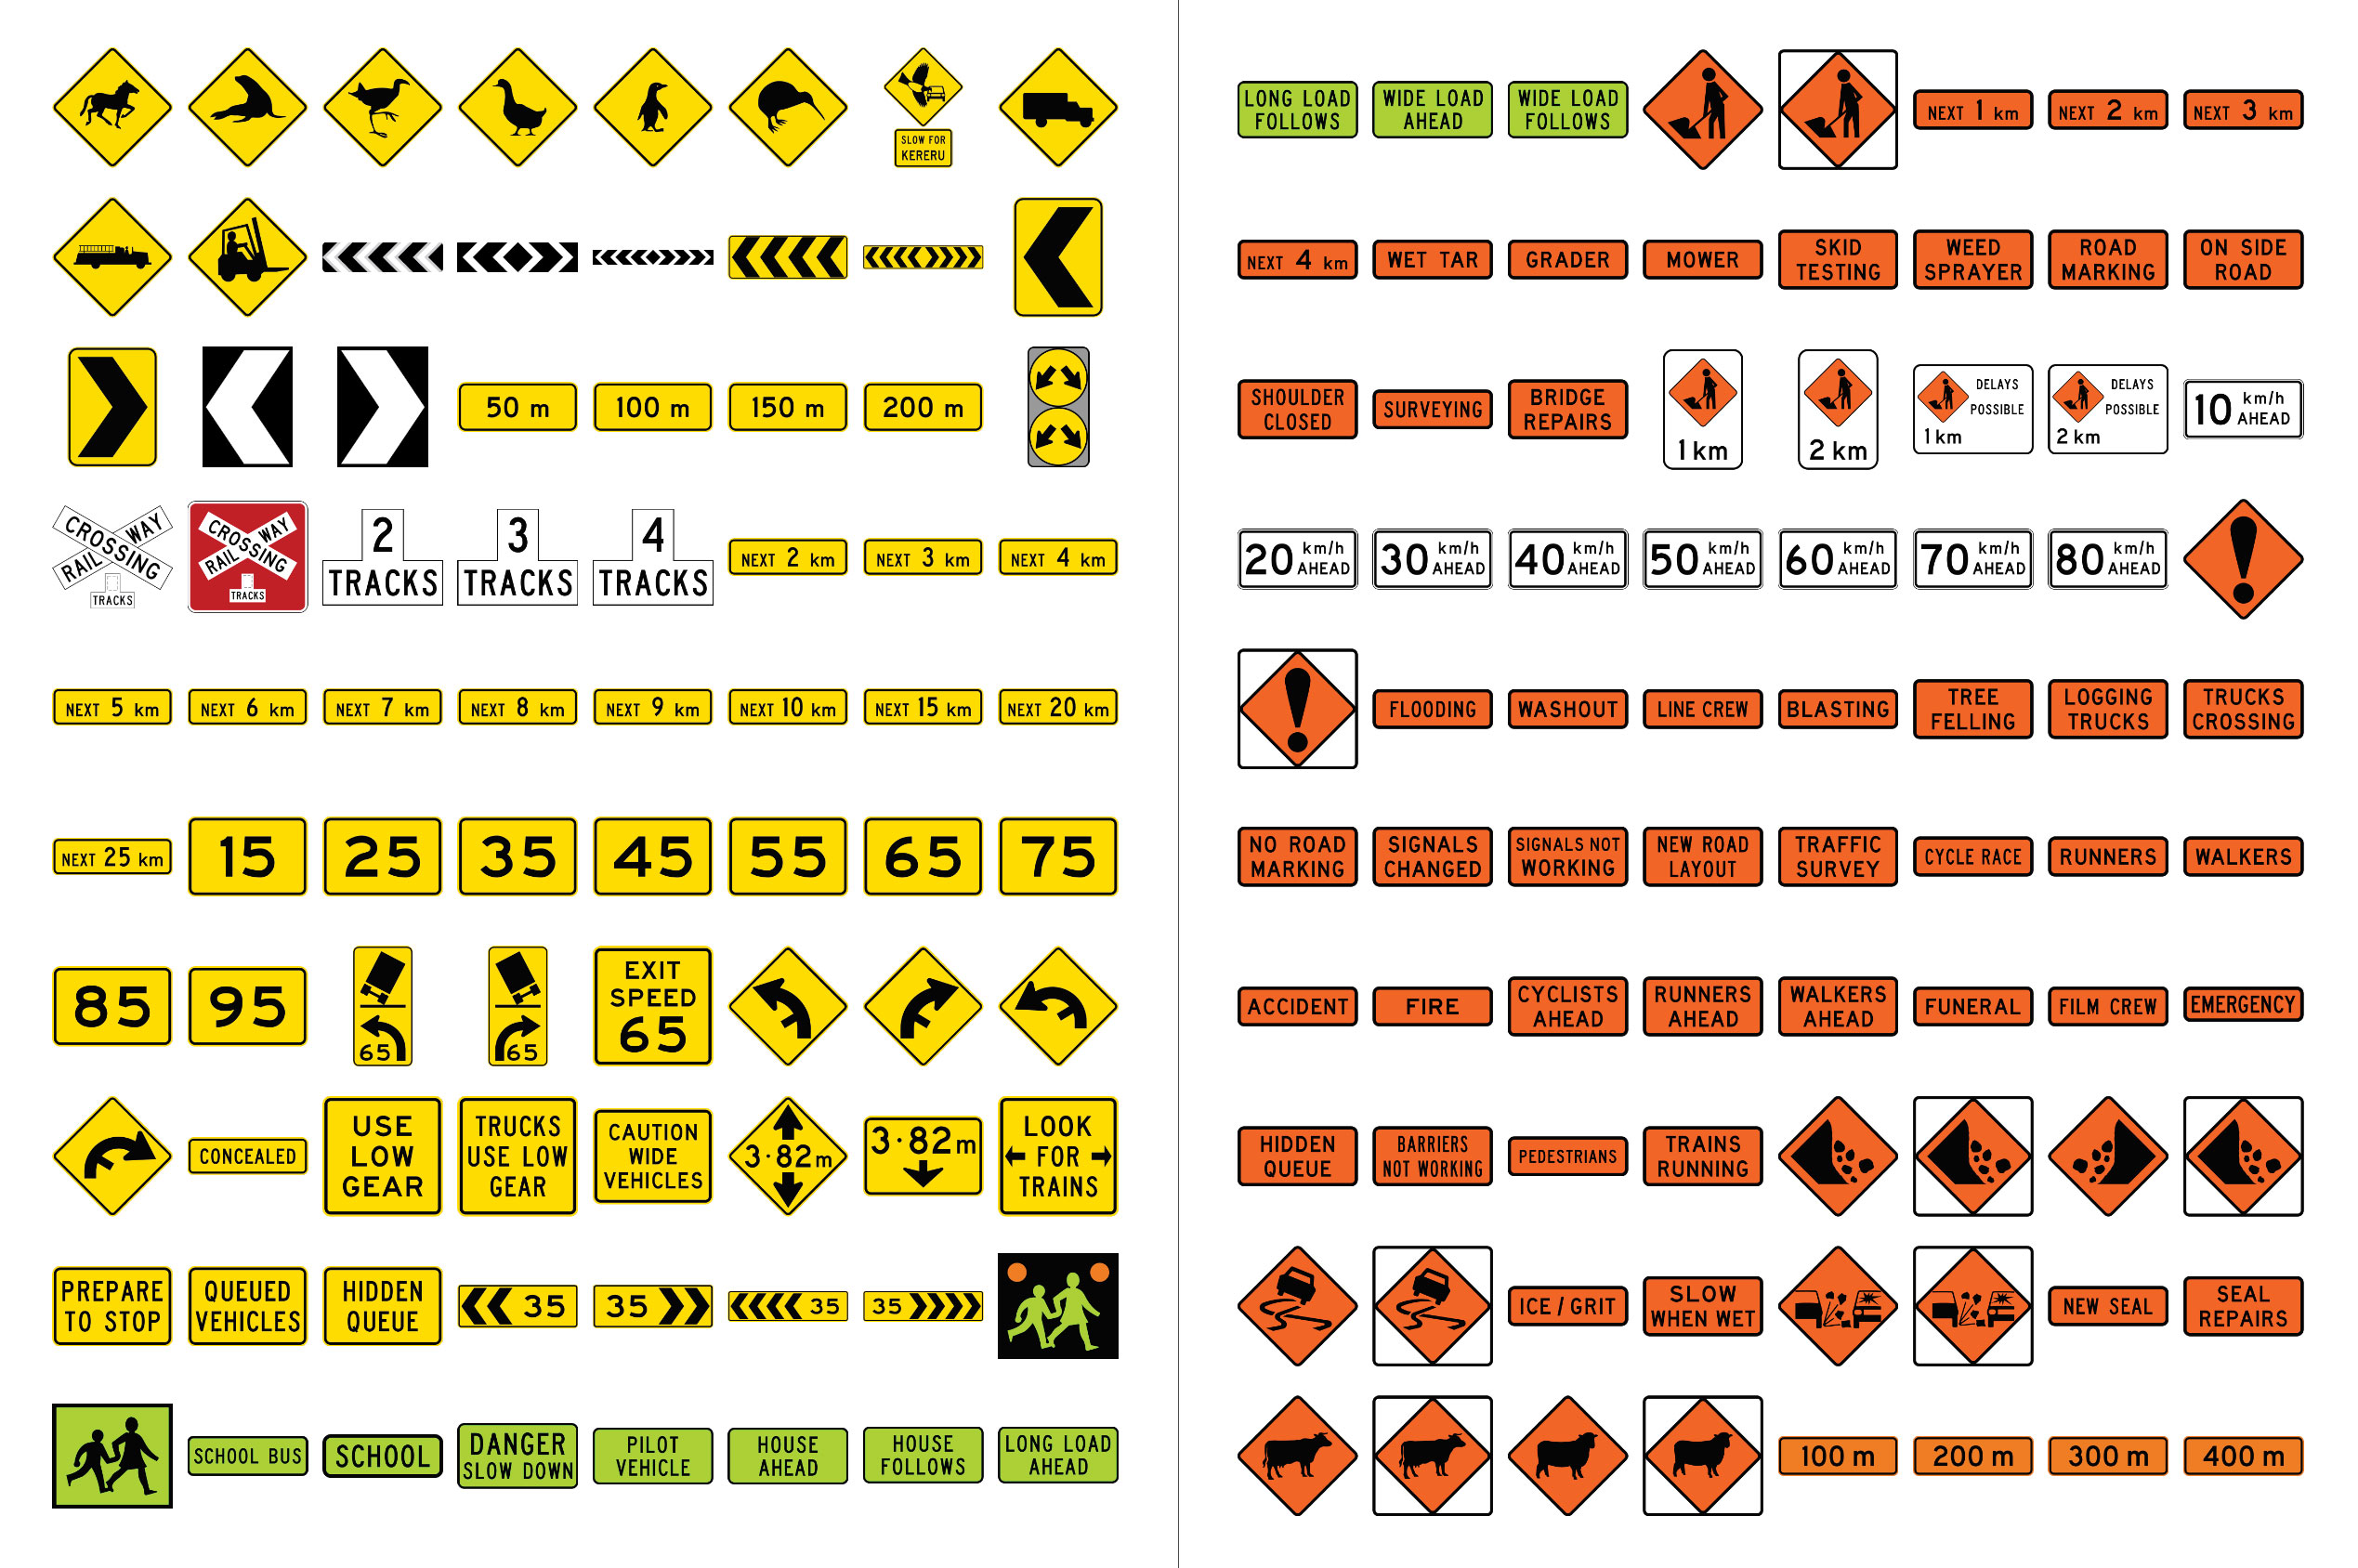 SLOW FOR
KERERU
50 m
100 m
150 m
200 m
CROSSING
RAIL WAY
TRACKS
CROSSING
RAIL WAY
TRACKS
2
TRACKS
3
TRACKS
4
TRACKS
NEXT 2 km
NEXT 3 km
NEXT 4 km
NEXT 5 km
NEXT 6 km
NEXT 7 km
NEXT 8 km
NEXT 9 km
NEXT 10 km
NEXT 15 km
NEXT 20 km
NEXT 25 km
15
25
35
45
55
65
75
85
95
65
65
EXIT
SPEED
65
CONCEALED
USE
LOW
GEAR
TRUCKS
USE LOW
GEAR
CAUTION
WIDE
VEHICLES
3·82m
3·82m
LOOK
FOR
TRAINS
PREPARE
TO STOP
QUEUED
VEHICLES
HIDDEN
QUEUE
35
35
35
35
SCHOOL BUS
SCHOOL
DANGER
SLOW DOWN
PILOT
VEHICLE
HOUSE
AHEAD
HOUSE
FOLLOWS
LONG LOAD
AHEAD
LONG LOAD
FOLLOWS
WIDE LOAD
AHEAD
WIDE LOAD
FOLLOWS
NEXT 1 km
NEXT 2 km
NEXT 3 km
NEXT 4 km
WET TAR
GRADER
MOWER
SKID
TESTING
WEED
SPRAYER
ROAD
MARKING
ON SIDE
ROAD
SHOULDER
CLOSED
SURVEYING
BRIDGE
REPAIRS
1 km
2 km
DELAYS
POSSIBLE
1 km
DELAYS
POSSIBLE
2 km
10 km/h
AHEAD
20 km/h
AHEAD
30 km/h
AHEAD
40 km/h
AHEAD
50 km/h
AHEAD
60 km/h
AHEAD
70 km/h
AHEAD
80 km/h
AHEAD
FLOODING
WASHOUT
LINE CREW
BLASTING
TREE
FELLING
LOGGING
TRUCKS
TRUCKS
CROSSING
NO ROAD
MARKING
SIGNALS
CHANGED
SIGNALS NOT
WORKING
NEW ROAD
LAYOUT
TRAFFIC
SURVEY
CYCLE RACE
RUNNERS
WALKERS
ACCIDENT
FIRE
CYCLISTS
AHEAD
RUNNERS
AHEAD
WALKERS
AHEAD
FUNERAL
FILM CREW
EMERGENCY
HIDDEN
QUEUE
BARRIERS
NOT WORKING
PEDESTRIANS
TRAINS
RUNNING
ICE / GRIT
SLOW
WHEN WET
NEW SEAL
SEAL
REPAIRS
100 m
200 m
300 m
400 m